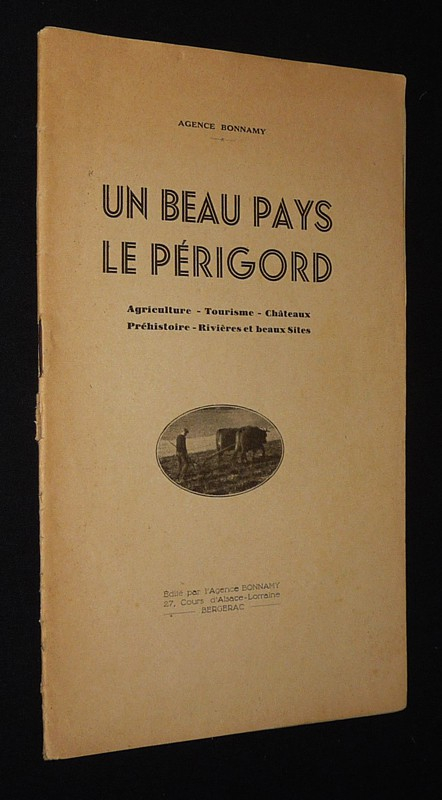 AGENCE BONNAMY
UN BEAU PAYS
LE PÉRIGORD
Agriculture - Tourisme - Châteaux
Préhistoire - Rivières et beaux Sites
Edité par l'Agence BONNAMY
27, Cours d'Alsace-Lorraine
BERGERAC